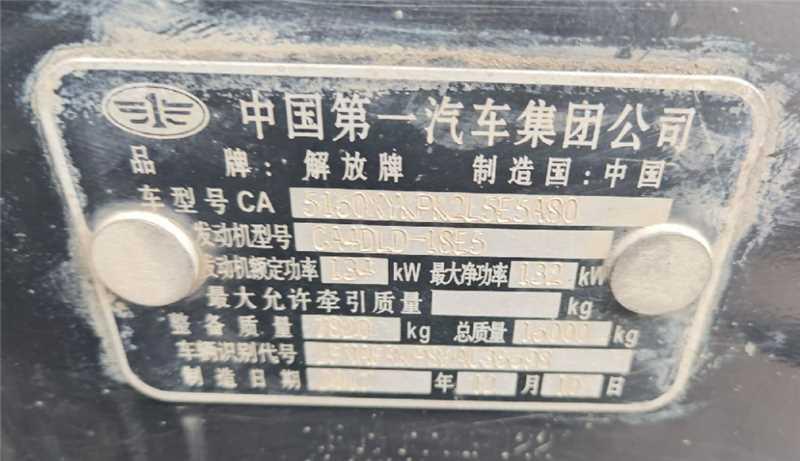 中国第一汽车集团公司
品牌：解放牌 制造国：中国
车型号CA 5160XYKPK2L5E5A80
发动机型号 CA4DLD-18E5
发动机额定功率 134 kW 最大净功率 132 kW
最大允许牵引质量 kg
整备质量 kg 总质量 16000 kg
车辆识别代号
制造日期 年 11 月 日